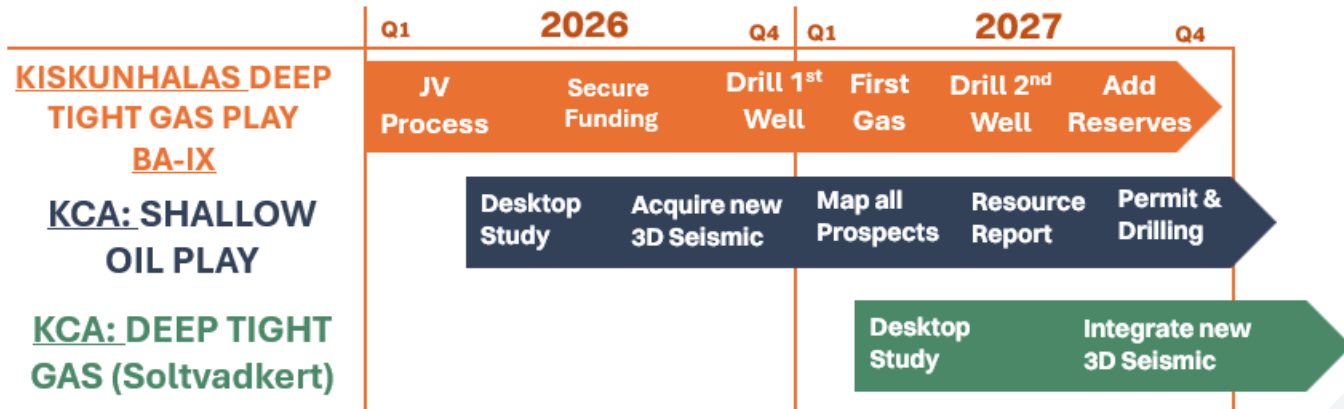 Q1 2026 Q4 Q1 2027 Q4
KISKUNHALAS DEEP
TIGHT GAS PLAY
BA-IX
JV
Process
Secure
Funding
Drill 1st
Well
First
Gas
Drill 2nd
Well
Add
Reserves
KCA: SHALLOW
OIL PLAY
Desktop
Study
Acquire new
3D Seismic
Map all
Prospects
Resource
Report
Permit &
Drilling
KCA: DEEP TIGHT
GAS (Soltvadkert)
Desktop
Study
Integrate new
3D Seismic